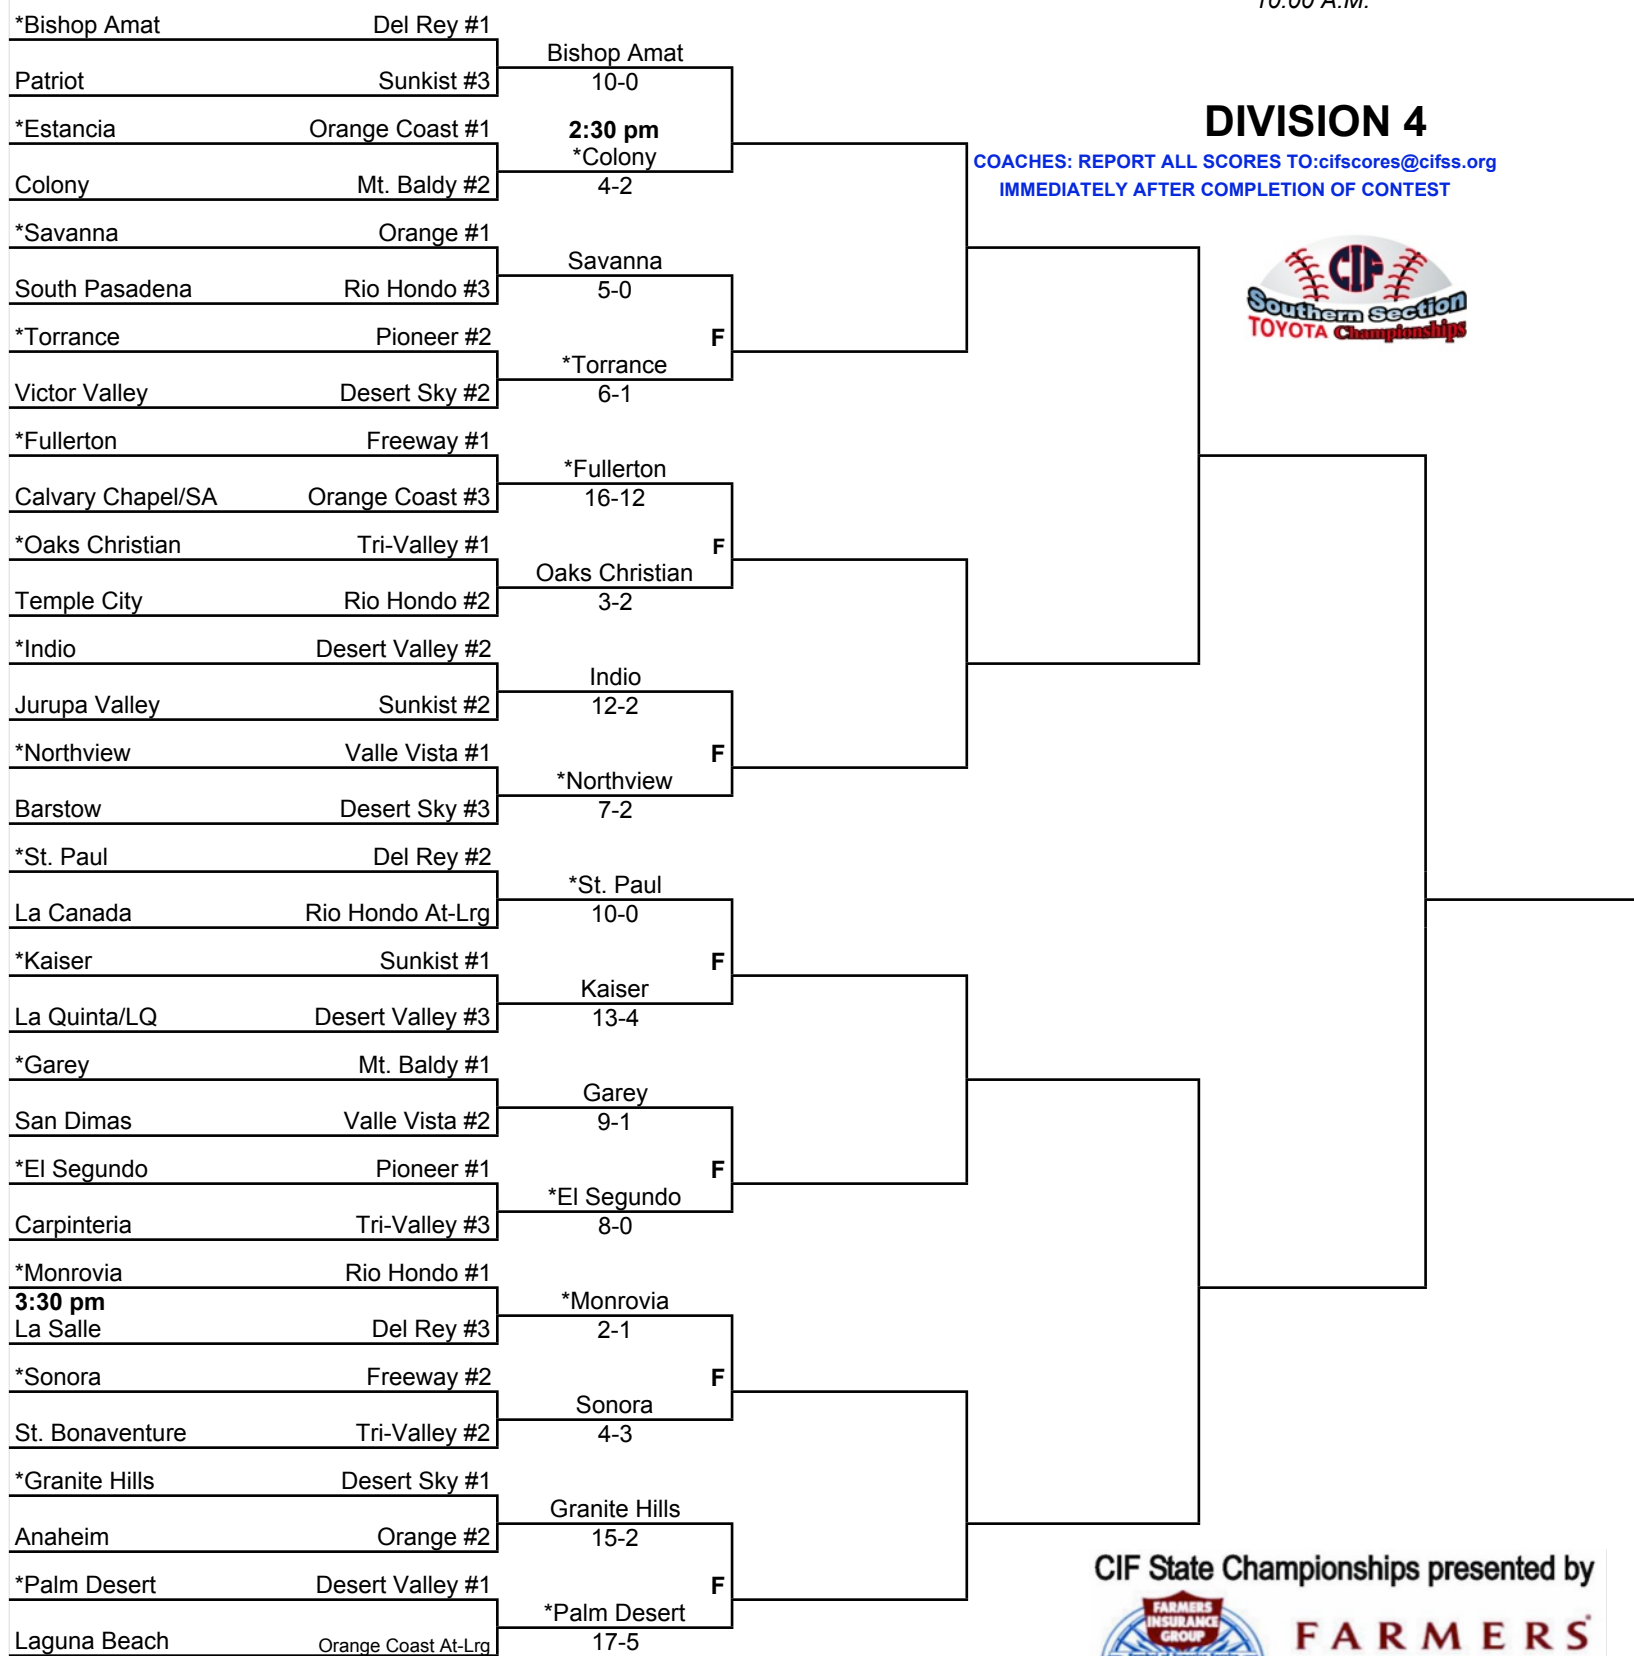 10:00 A.M.
*Bishop Amat Del Rey #1
Bishop Amat
Patriot Sunkist #3
10-0
DIVISION 4
*Estancia Orange Coast #1
2:30 pm
*Colony
COACHES: REPORT ALL SCORES TO:cifscores@cifss.org
Colony Mt. Baldy #2
4-2
IMMEDIATELY AFTER COMPLETION OF CONTEST
*Savanna Orange #1
Savanna
CIF
South Pasadena Rio Hondo #3
5-0
Southern Section
TOYOTA Championships
*Torrance Pioneer #2
F
*Torrance
Victor Valley Desert Sky #2
6-1
*Fullerton Freeway #1
*Fullerton
Calvary Chapel/SA Orange Coast #3
16-12
*Oaks Christian Tri-Valley #1
F
Oaks Christian
Temple City Rio Hondo #2
3-2
*Indio Desert Valley #2
Indio
Jurupa Valley Sunkist #2
12-2
*Northview Valle Vista #1
F
*Northview
Barstow Desert Sky #3
7-2
*St. Paul Del Rey #2
*St. Paul
La Canada Rio Hondo At-Lrg
10-0
*Kaiser Sunkist #1
F
Kaiser
La Quinta/LQ Desert Valley #3
13-4
*Garey Mt. Baldy #1
Garey
San Dimas Valle Vista #2
9-1
*El Segundo Pioneer #1
F
*El Segundo
Carpinteria Tri-Valley #3
8-0
*Monrovia Rio Hondo #1
3:30 pm
*Monrovia
La Salle Del Rey #3
2-1
*Sonora Freeway #2
F
Sonora
St. Bonaventure Tri-Valley #2
4-3
*Granite Hills Desert Sky #1
Granite Hills
Anaheim Orange #2
15-2
*Palm Desert Desert Valley #1
F
*Palm Desert
Laguna Beach Orange Coast At-Lrg
17-5
CIF State Championships presented by
FARMERS
INSURANCE
GROUP
FARMERS®